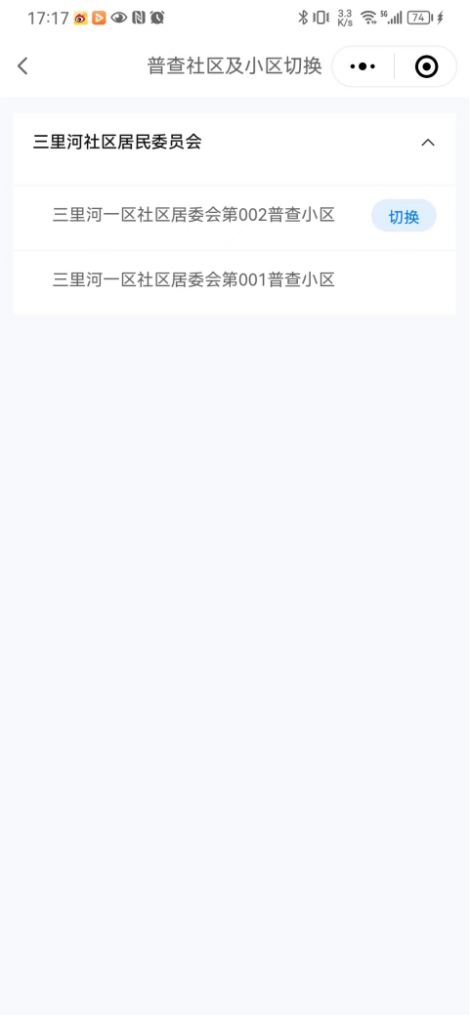 17:17 3.3 K/s 5G 74
普查社区及小区切换
三里河社区居民委员会
三里河一区社区居委会第002普查小区 切换
三里河一区社区居委会第001普查小区